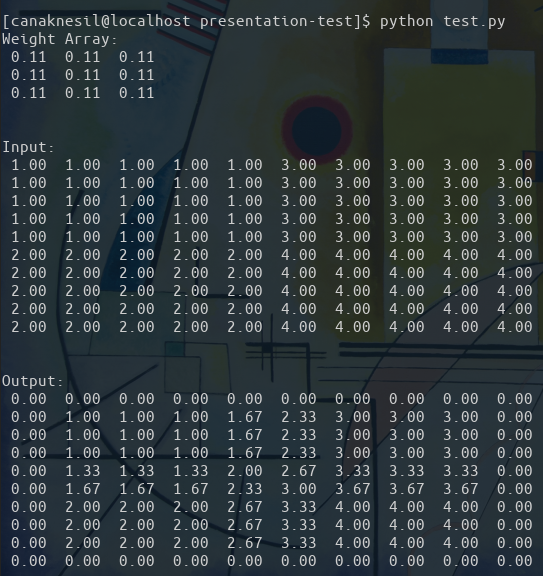 [canaknesil@localhost presentation-test]$ python test.py
Weight Array:
0.11 0.11 0.11
0.11 0.11 0.11
0.11 0.11 0.11
Input:
1.00 1.00 1.00 1.00 1.00 3.00 3.00 3.00 3.00 3.00
1.00 1.00 1.00 1.00 1.00 3.00 3.00 3.00 3.00 3.00
1.00 1.00 1.00 1.00 1.00 3.00 3.00 3.00 3.00 3.00
1.00 1.00 1.00 1.00 1.00 3.00 3.00 3.00 3.00 3.00
1.00 1.00 1.00 1.00 1.00 3.00 3.00 3.00 3.00 3.00
2.00 2.00 2.00 2.00 2.00 4.00 4.00 4.00 4.00 4.00
2.00 2.00 2.00 2.00 2.00 4.00 4.00 4.00 4.00 4.00
2.00 2.00 2.00 2.00 2.00 4.00 4.00 4.00 4.00 4.00
2.00 2.00 2.00 2.00 2.00 4.00 4.00 4.00 4.00 4.00
2.00 2.00 2.00 2.00 2.00 4.00 4.00 4.00 4.00 4.00
Output:
0.00 0.00 0.00 0.00 0.00 0.00 0.00 0.00 0.00 0.00
0.00 1.00 1.00 1.00 1.67 2.33 3.00 3.00 3.00 0.00
0.00 1.00 1.00 1.00 1.67 2.33 3.00 3.00 3.00 0.00
0.00 1.00 1.00 1.00 1.67 2.33 3.00 3.00 3.00 0.00
0.00 1.33 1.33 1.33 2.00 2.67 3.33 3.33 3.33 0.00
0.00 1.67 1.67 1.67 2.33 3.00 3.67 3.67 3.67 0.00
0.00 2.00 2.00 2.00 2.67 3.33 4.00 4.00 4.00 0.00
0.00 2.00 2.00 2.00 2.67 3.33 4.00 4.00 4.00 0.00
0.00 2.00 2.00 2.00 2.67 3.33 4.00 4.00 4.00 0.00
0.00 0.00 0.00 0.00 0.00 0.00 0.00 0.00 0.00 0.00